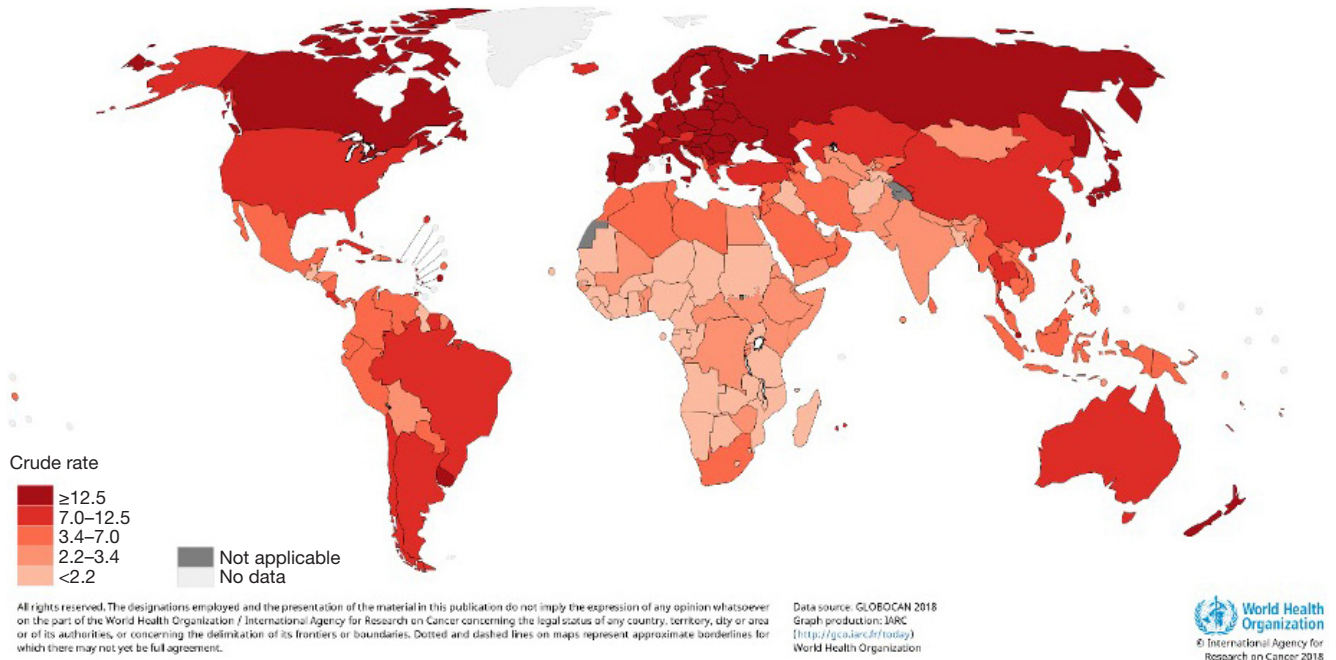 Crude rate
≥12.5
7.0–12.5
3.4–7.0
2.2–3.4
<2.2
Not applicable
No data
All rights reserved. The designations employed and the presentation of the material in this publication do not imply the expression of any opinion whatsoever
on the part of the World Health Organization / International Agency for Research on Cancer concerning the legal status of any country, territory, city or area
or of its authorities, or concerning the delimitation of its frontiers or boundaries. Dotted and dashed lines on maps represent approximate borderlines for
which there may not yet be full agreement.
Data source: GLOBOCAN 2018
Graph production: IARC
(http://gco.iarc.fr/today)
World Health Organization
World Health
Organization
© International Agency for
Research on Cancer 2018